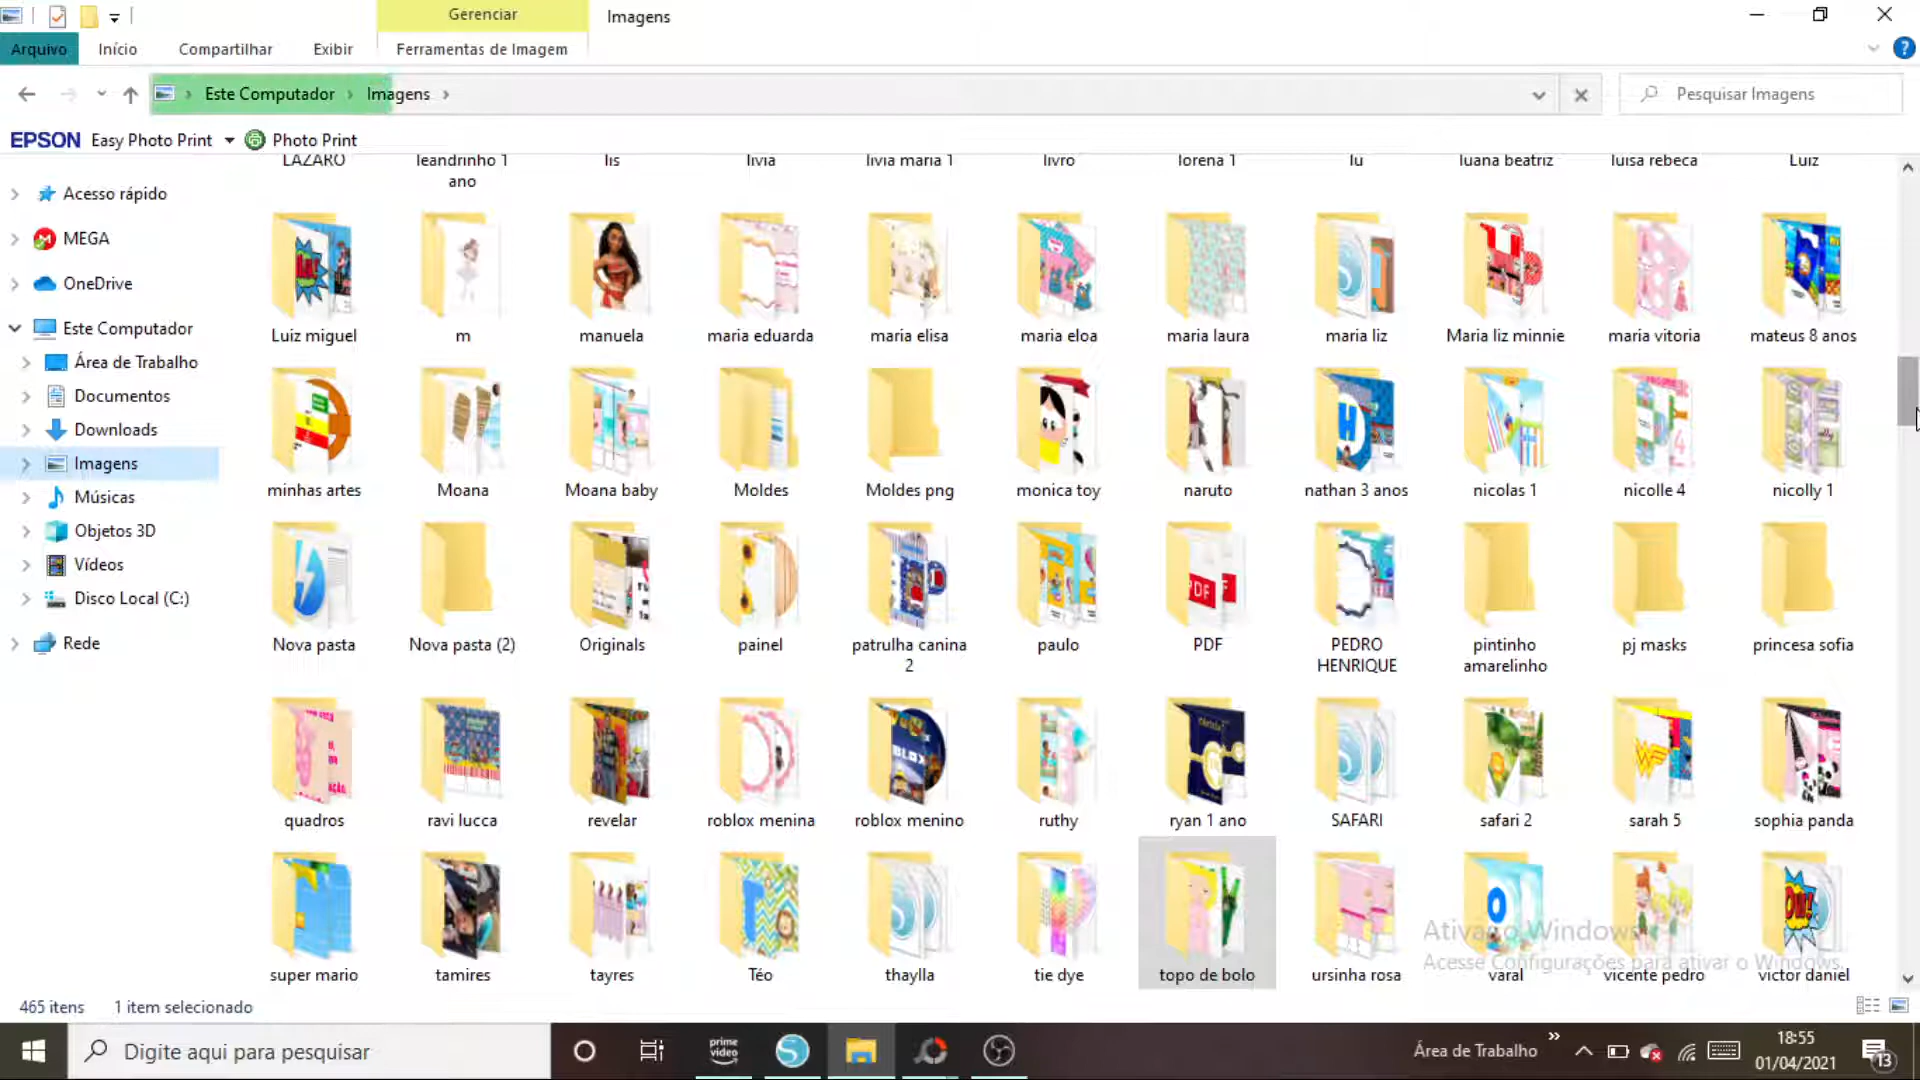 Gerenciar
Imagens
Arquivo
Início
Compartilhar
Exibir
Ferramentas de Imagem
Este Computador
Imagens
Pesquisar Imagens
EPSON Easy Photo Print
Photo Print
LAZARO
leandrinho 1
ano
lis
livia
livia maria 1
livro
lorena 1
lu
luana beatriz
luisa rebeca
Luiz
Acesso rápido
MEGA
OneDrive
Este Computador
Área de Trabalho
Documentos
Downloads
Imagens
Músicas
Objetos 3D
Vídeos
Disco Local (C:)
Rede
Luiz miguel
m
manuela
maria eduarda
maria elisa
maria eloa
maria laura
maria liz
Maria liz minnie
maria vitoria
mateus 8 anos
minhas artes
Moana
Moana baby
Moldes
Moldes png
monica toy
naruto
nathan 3 anos
nicolas 1
nicolle 4
nicolly 1
Nova pasta
Nova pasta (2)
Originals
painel
patrulha canina
2
paulo
PDF
PDF
PEDRO
HENRIQUE
pintinho
amarelinho
pj masks
princesa sofia
quadros
ravi lucca
revelar
roblox menina
roblox menino
ruthy
ryan 1 ano
SAFARI
safari 2
sarah 5
sophia panda
super mario
tamires
tayres
Téo
thaylla
tie dye
topo de bolo
ursinha rosa
varal
vicente pedro
victor daniel
Ativar o Windows
Acesse Configurações para ativar o Windows.
465 itens
1 item selecionado
Digite aqui para pesquisar
prime
video
Área de Trabalho
18:55
01/04/2021
13